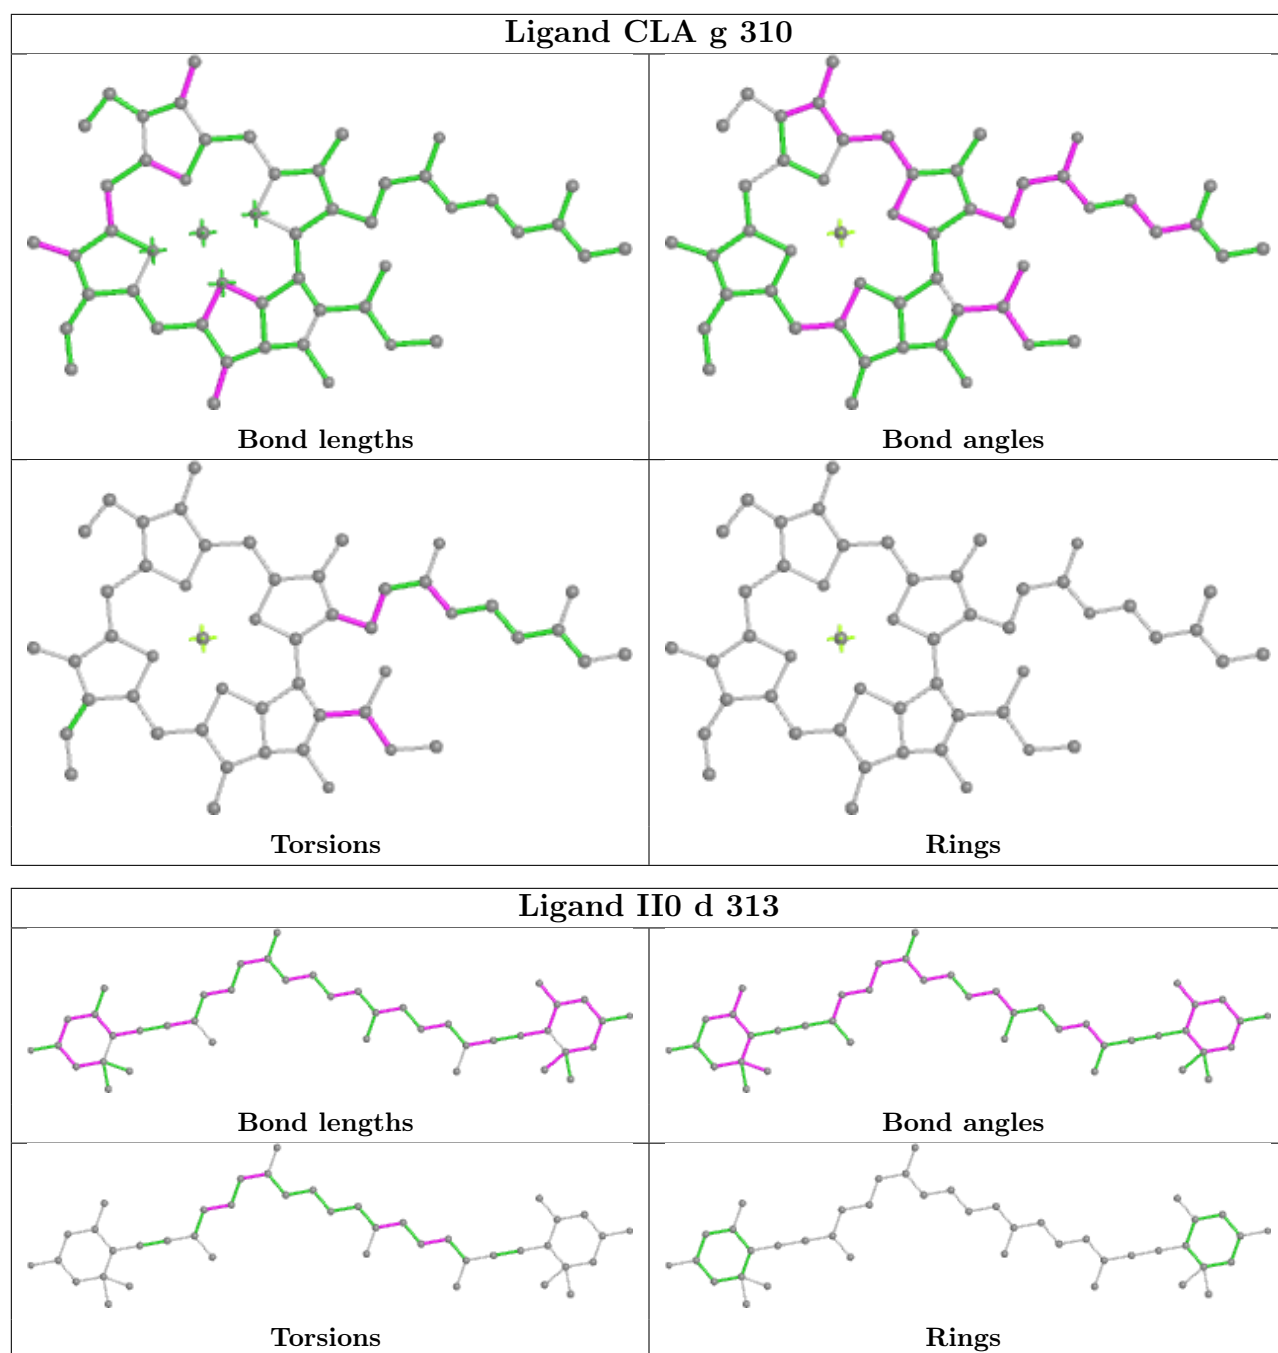 Ligand CLA g 310
Bond lengths
Bond angles
Torsions
Rings
Ligand II0 d 313
Bond lengths
Bond angles
Torsions
Rings